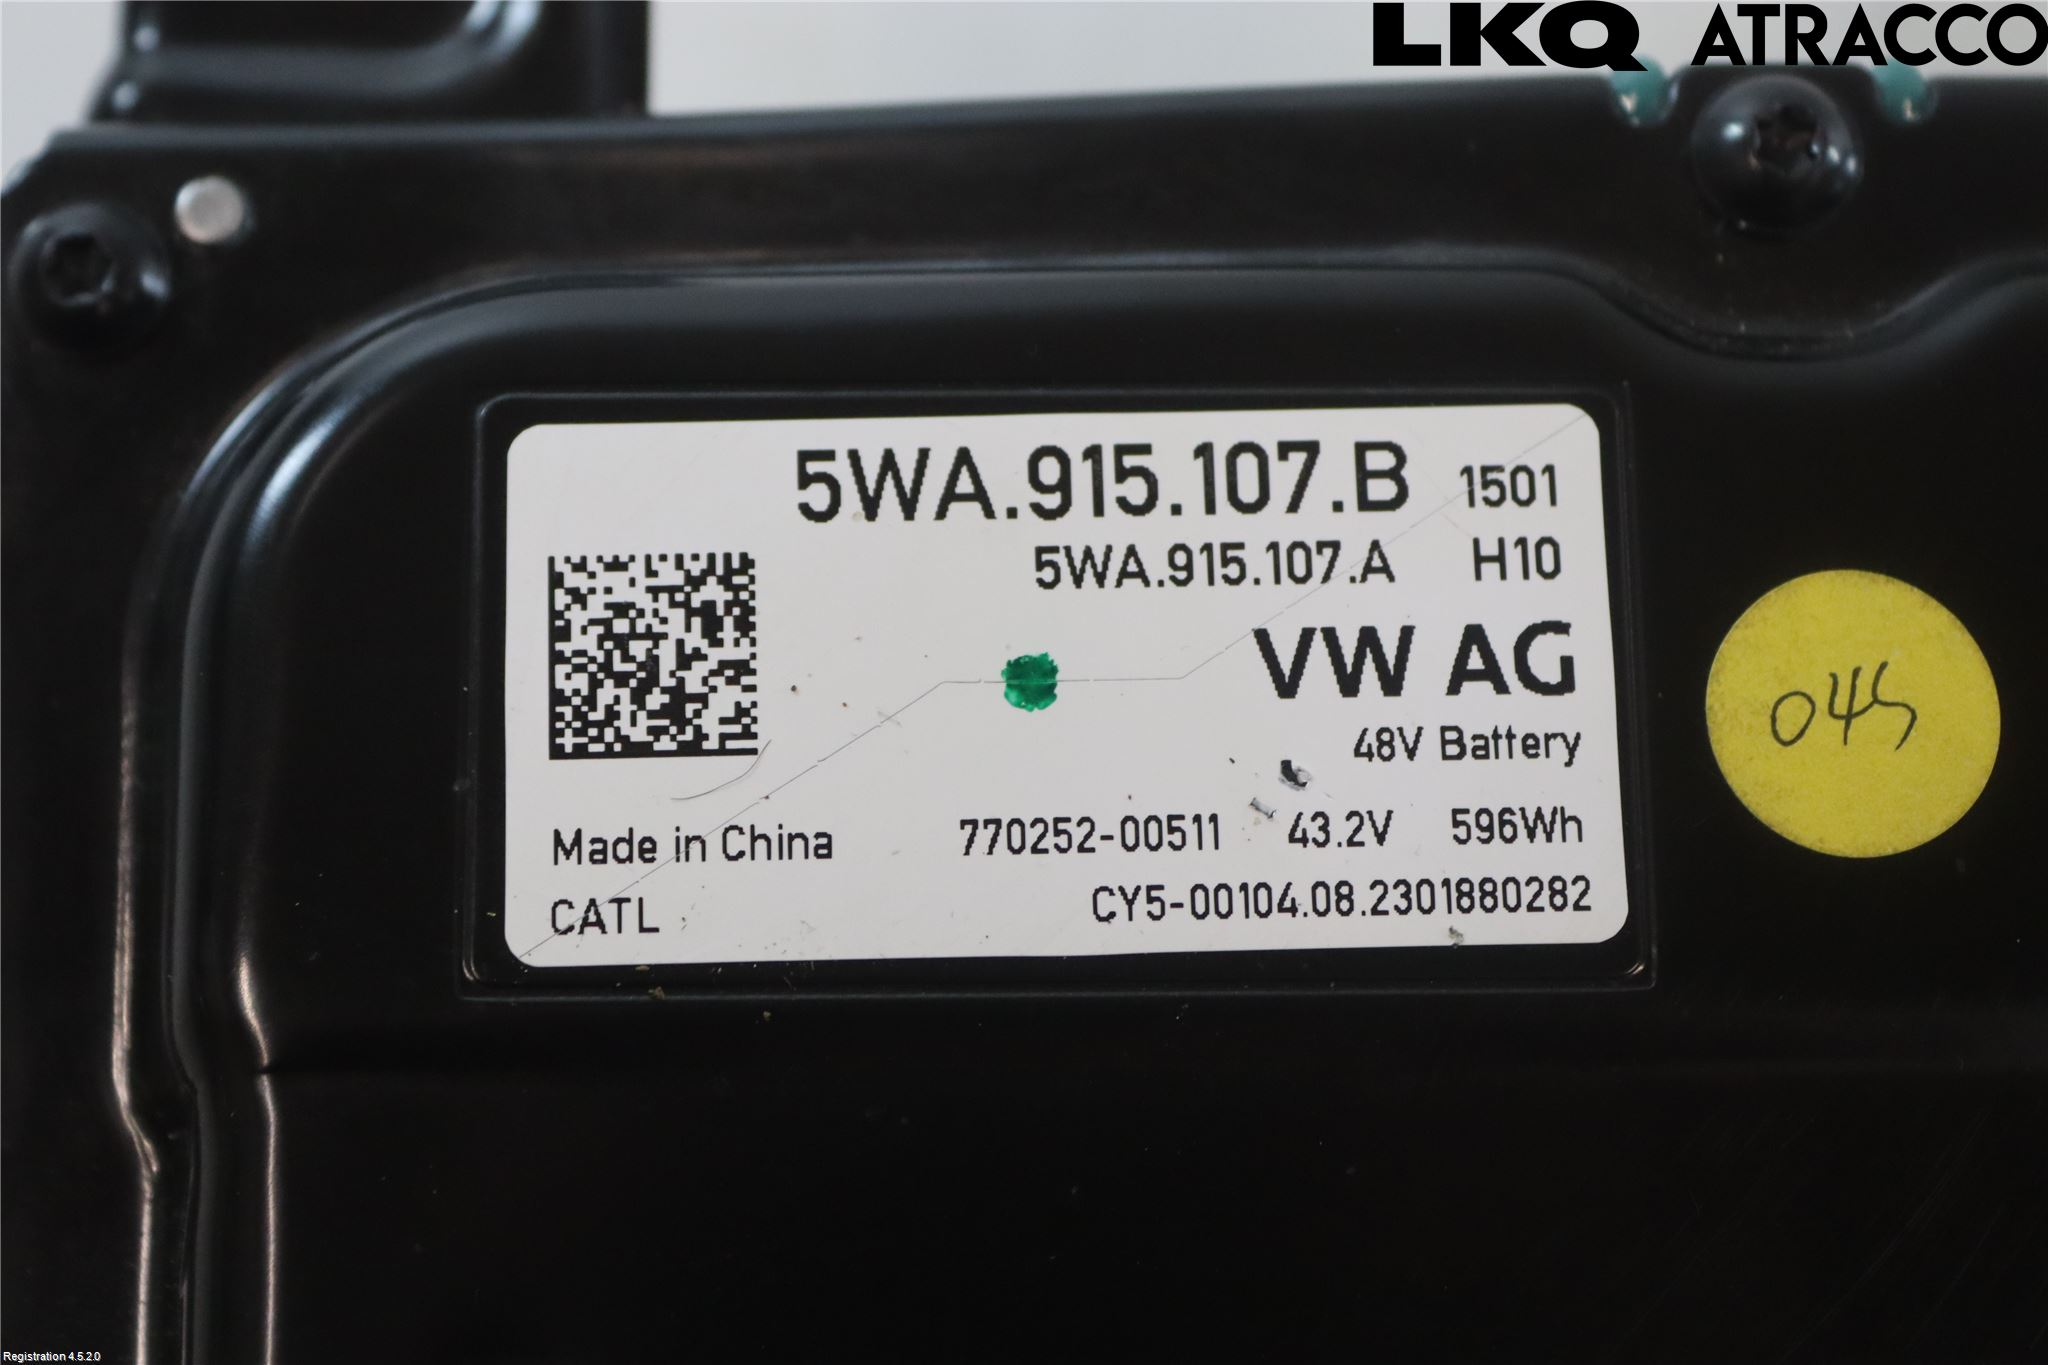 LKQ ATRACCO
5WA.915.107.B 1501
5WA.915.107.A H10
VW AG
48V Battery
Made in China 770252-00511 43.2V 596Wh
CATL CY5-00104.08.2301880282
045
Registration 4.5.2.0